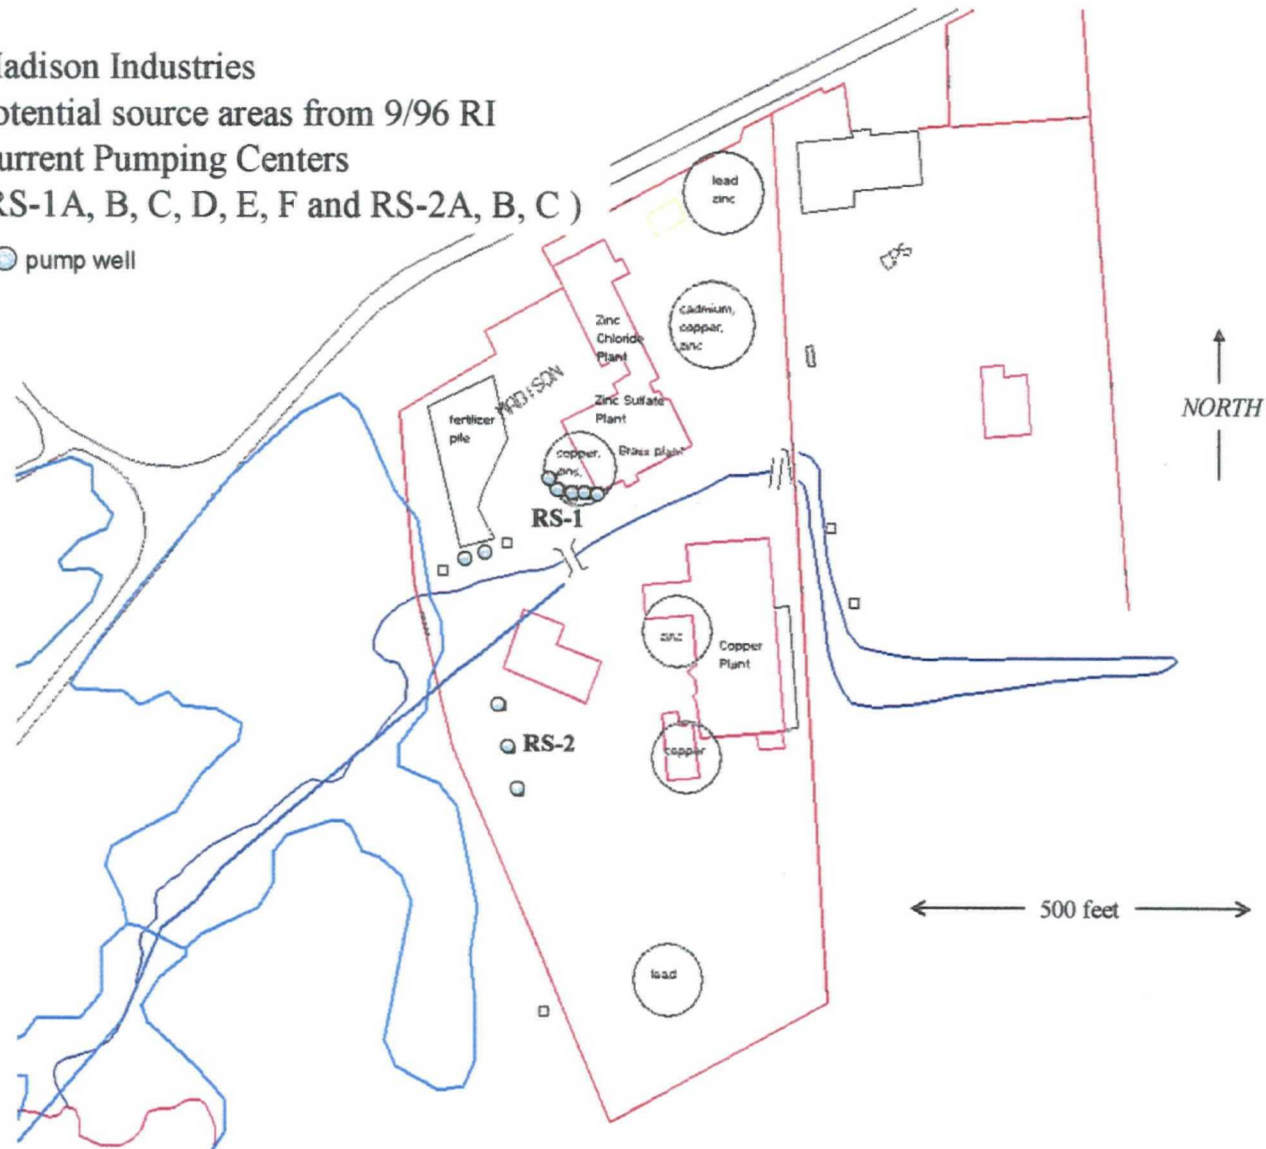 Madison Industries
otential source areas from 9/96 RI
urrent Pumping Centers
RS-1A, B, C, D, E, F and RS-2A, B, C )
pump well
lead
zinc
cadmium,
copper,
zinc
Zinc
Chloride
Plant
MADISON
fertilizer
pile
Zinc Sulfate
Plant
Brass plant
copper,
zinc,
RS-1
NORTH
zinc
Copper
Plant
RS-2
copper
500 feet
lead